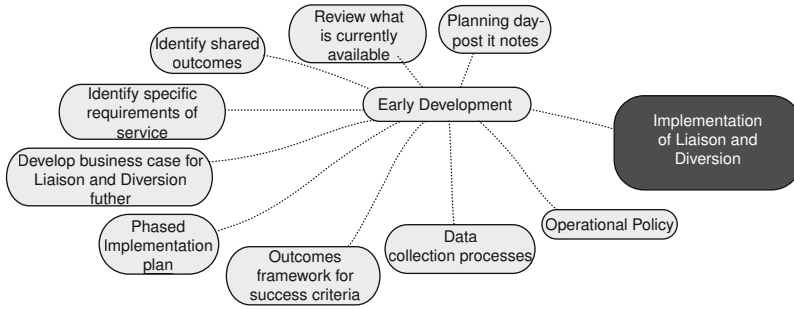 Review what
is currently
available
Planning day-
post it notes
Identify shared
outcomes
Identify specific
requirements of
service
Early Development
Implementation
of Liaison and
Diversion
Develop business case for
Liaison and Diversion
futher
Phased
Implementation
plan
Outcomes
framework for
success criteria
Data
collection processes
Operational Policy